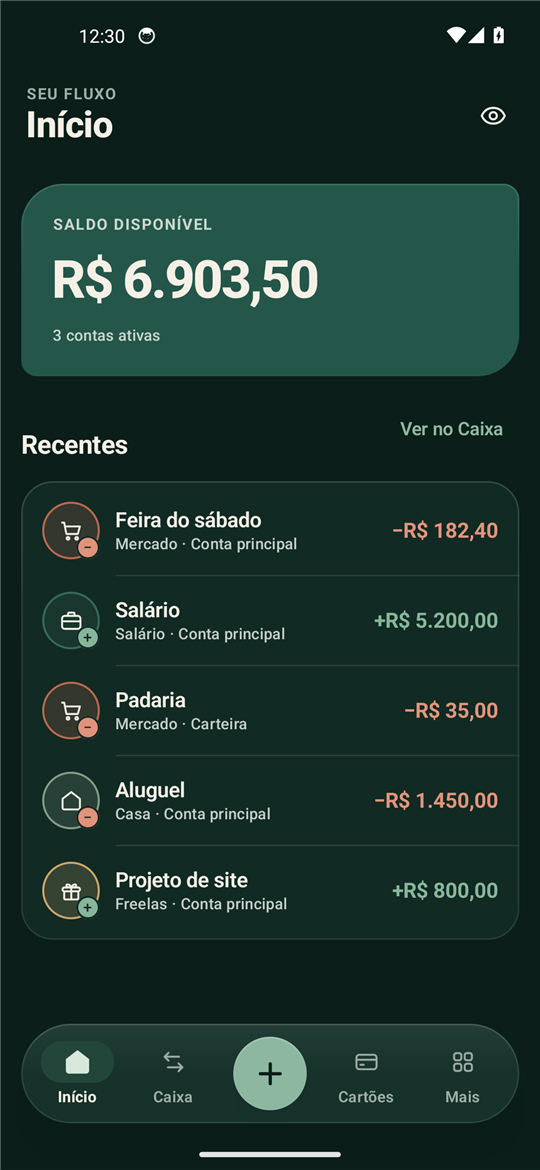 12:30
SEU FLUXO
Início
SALDO DISPONÍVEL
R$ 6.903,50
3 contas ativas
Recentes
Ver no Caixa
Feira do sábado
Mercado · Conta principal
−R$ 182,40
Salário
Salário · Conta principal
+R$ 5.200,00
Padaria
Mercado · Carteira
−R$ 35,00
Aluguel
Casa · Conta principal
−R$ 1.450,00
Projeto de site
Freelas · Conta principal
+R$ 800,00
Início
Caixa
Cartões
Mais